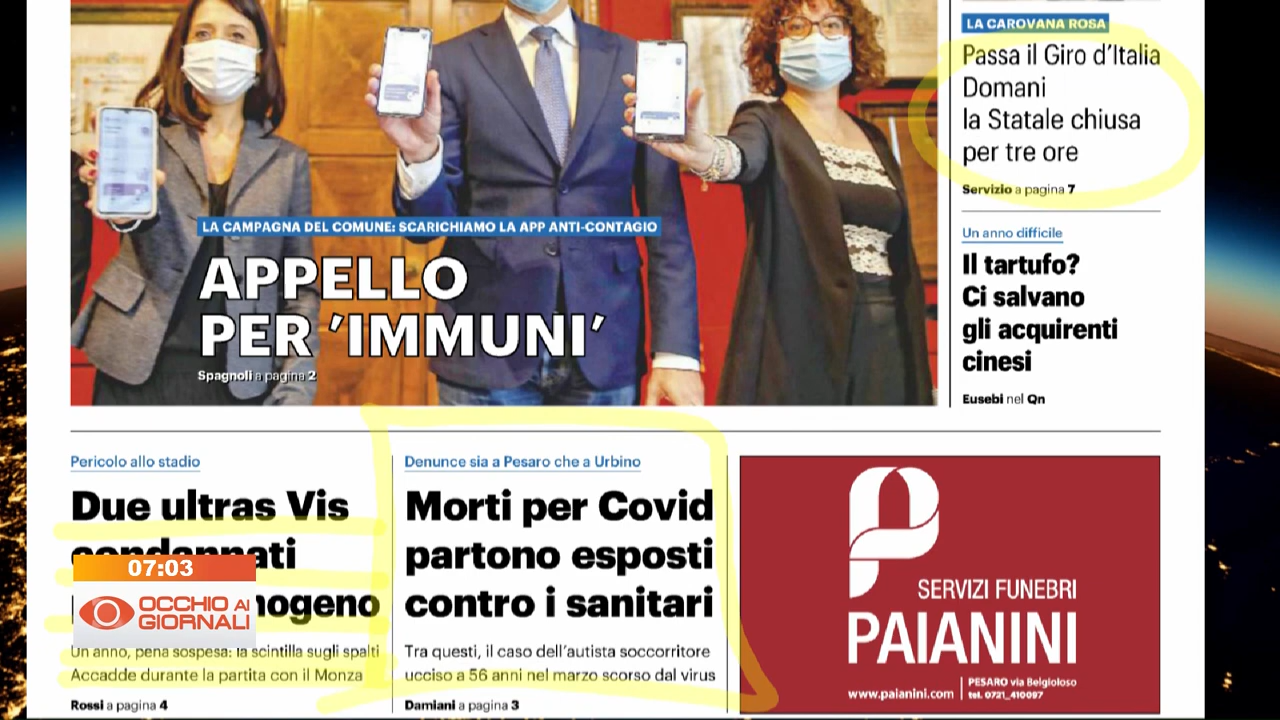 LA CAROVANA ROSA
Passa il Giro d'Italia
Domani
la Statale chiusa
per tre ore
Servizio a pagina 7
LA CAMPAGNA DEL COMUNE: SCARICHIAMO LA APP ANTI-CONTAGIO
APPELLO
PER 'IMMUNI'
Spagnoli a pagina 2
Un anno difficile
Il tartufo?
Ci salvano
gli acquirenti
cinesi
Eusebi nel Qn
Pericolo allo stadio
Due ultras Vis
condannati
Un anno, pena sospesa: la scintilla sugli spalti
Accadde durante la partita con il Monza
Rossi a pagina 4
Denunce sia a Pesaro che a Urbino
Morti per Covid
partono esposti
contro i sanitari
Tra questi, il caso dell'autista soccorritore
ucciso a 56 anni nel marzo scorso dal virus
Damiani a pagina 3
SERVIZI FUNEBRI
PAIANINI
www.paianini.com
PESARO via Belgioloso
tel. 0721_410097
07:03
OCCHIO AI
GIORNALI